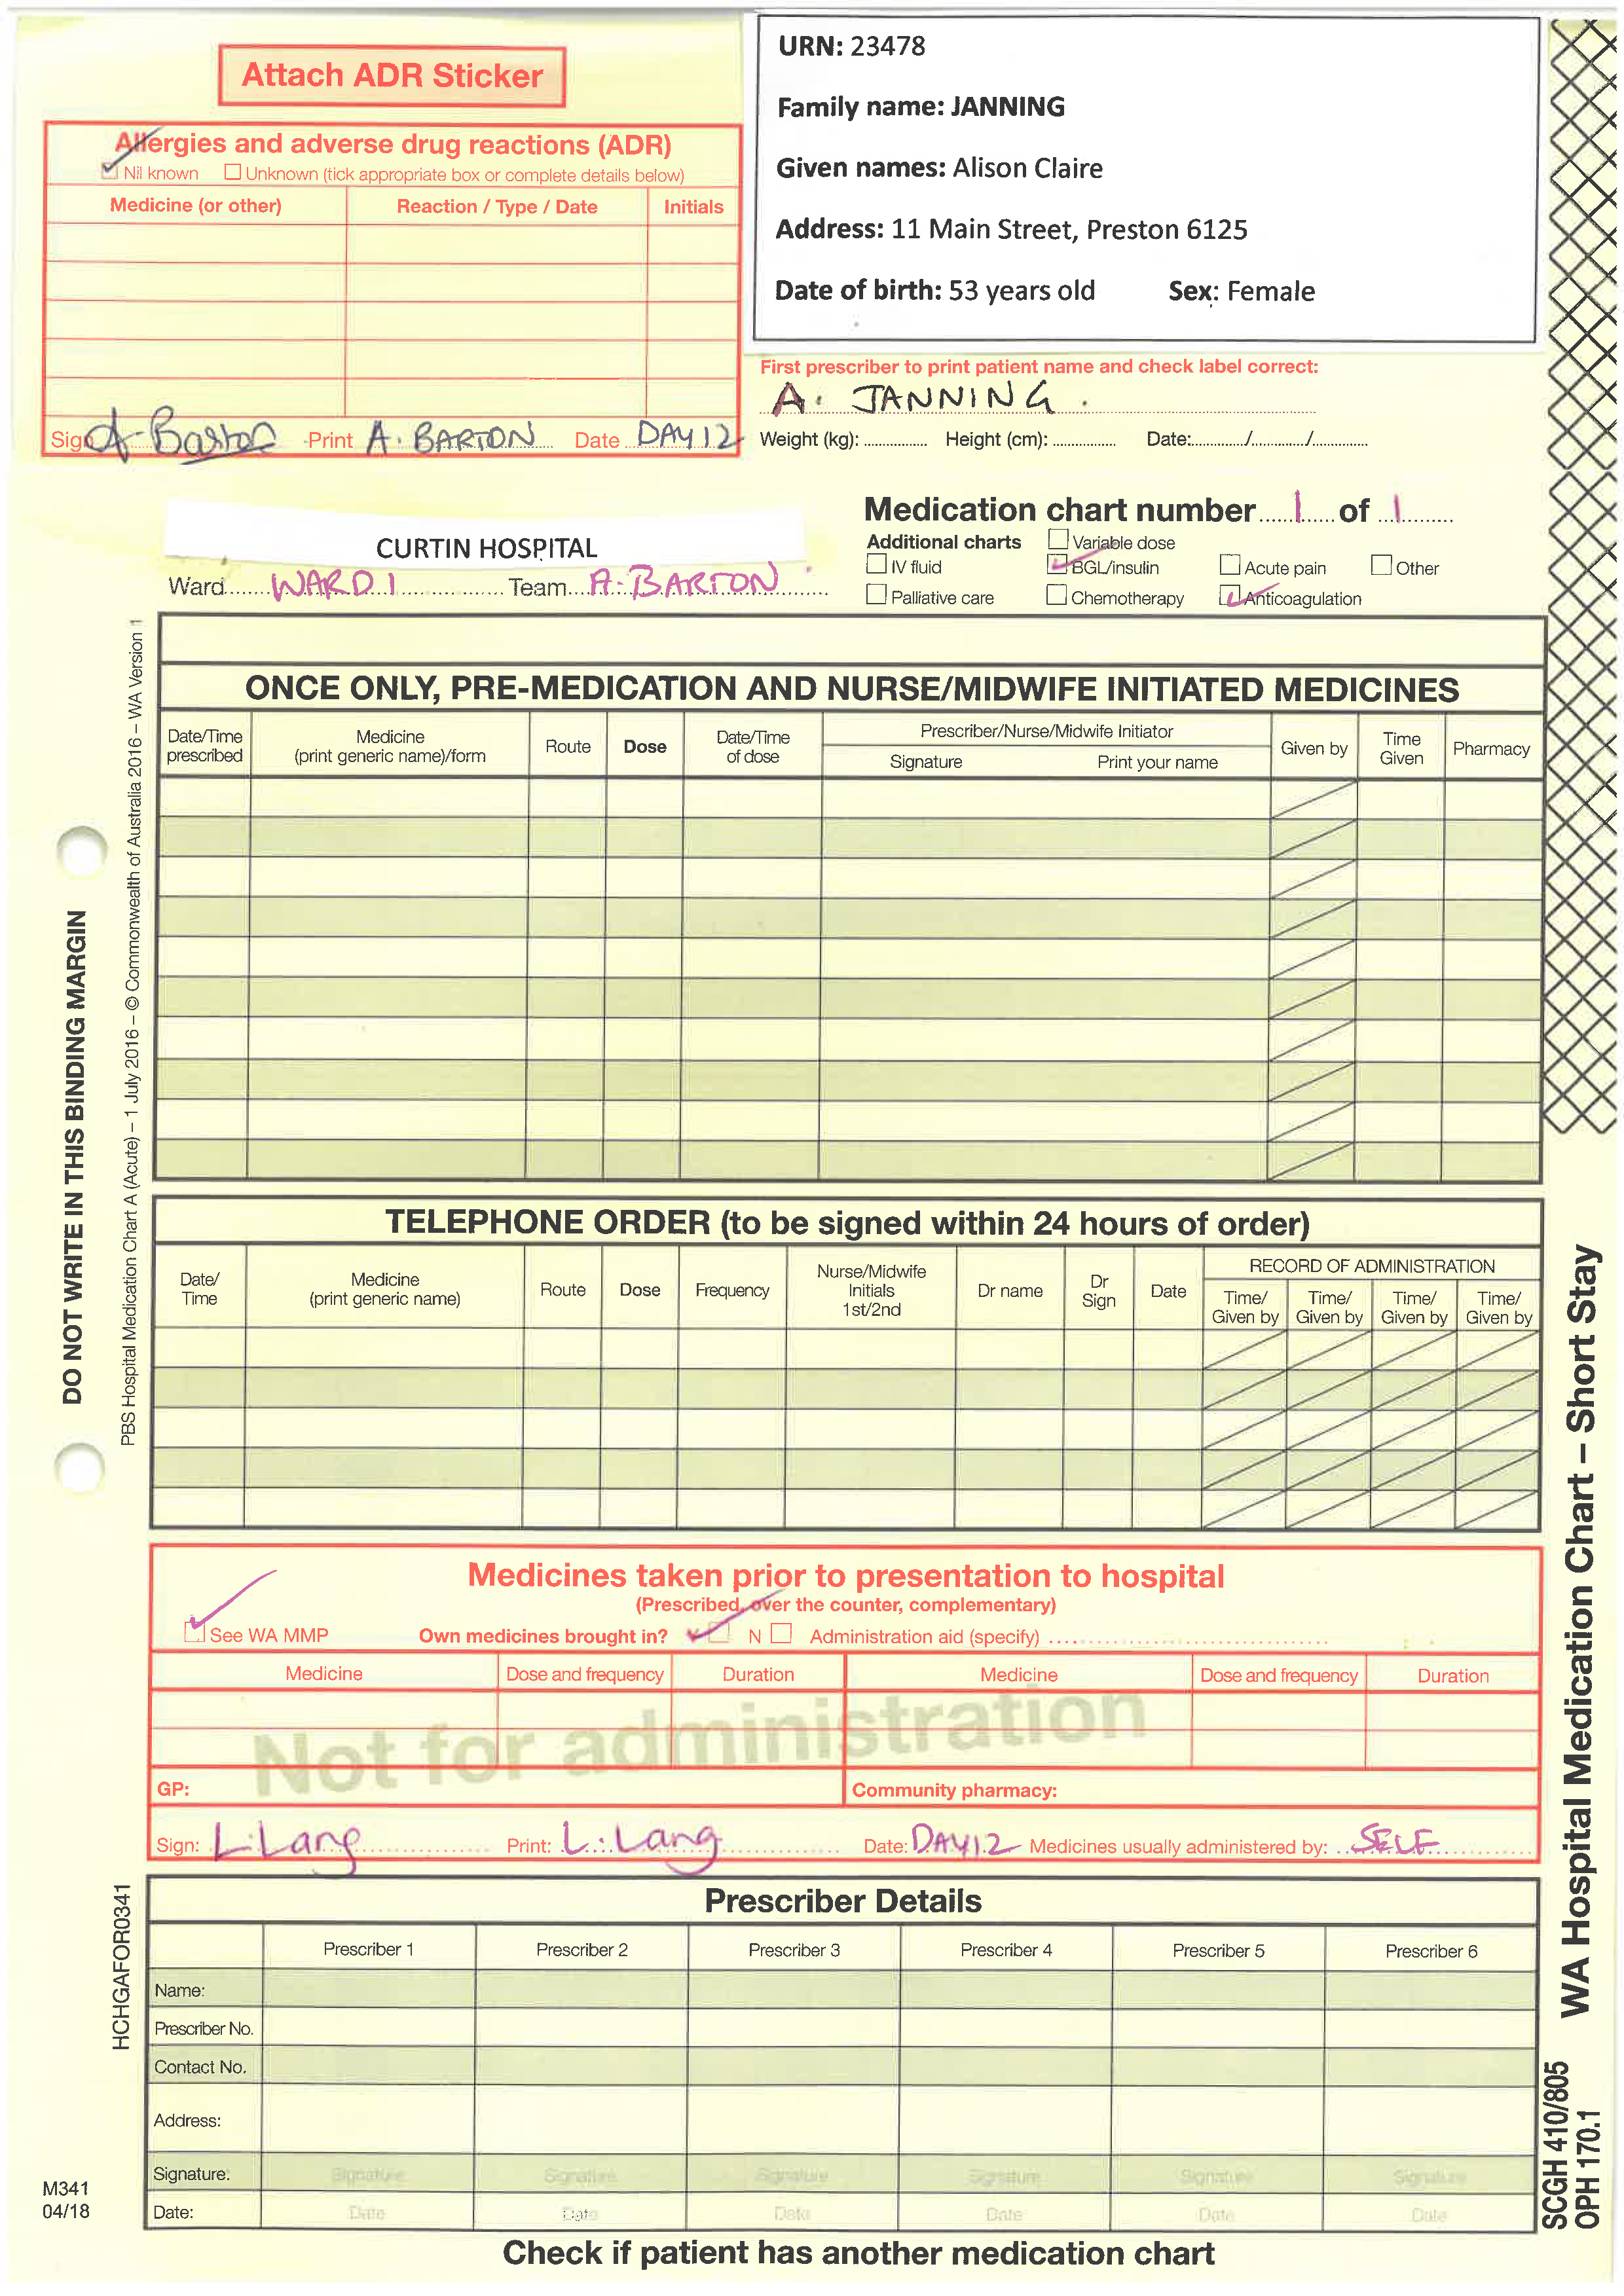 Attach ADR Sticker
Allergies and adverse drug reactions (ADR)
Nil known Unknown (tick appropriate box or complete details below)
Medicine (or other) Reaction / Type / Date Initials
Sign A. Barton Print A. BARTON Date DAY 12
URN: 23478
Family name: JANNING
Given names: Alison Claire
Address: 11 Main Street, Preston 6125
Date of birth: 53 years old Sex: Female
First prescriber to print patient name and check label correct:
A. JANNING.
Weight (kg): Height (cm): Date: / /
CURTIN HOSPITAL
Ward WARD 1 Team A. BARTON
Medication chart number 1 of 1
Additional charts Variable dose
IV fluid BGL/insulin Acute pain Other
Palliative care Chemotherapy Anticoagulation
ONCE ONLY, PRE-MEDICATION AND NURSE/MIDWIFE INITIATED MEDICINES
Date/Time prescribed Medicine (print generic name)/form Route Dose Date/Time of dose Prescriber/Nurse/Midwife Initiator Signature Print your name Given by Time Given Pharmacy
TELEPHONE ORDER (to be signed within 24 hours of order)
Date/ Time Medicine (print generic name) Route Dose Frequency Nurse/Midwife Initials 1st/2nd Dr name Dr Sign Date RECORD OF ADMINISTRATION
Time/ Given by Time/ Given by Time/ Given by Time/ Given by
Medicines taken prior to presentation to hospital
(Prescribed, over the counter, complementary)
See WA MMP Own medicines brought in? N Administration aid (specify)
Medicine Dose and frequency Duration Medicine Dose and frequency Duration
Not for administration
GP: Community pharmacy:
Sign: L. Lang Print: L. Lang Date: DAY 12 Medicines usually administered by: SELF
Prescriber Details
Prescriber 1 Prescriber 2 Prescriber 3 Prescriber 4 Prescriber 5 Prescriber 6
Name:
Prescriber No.
Contact No.
Address:
Signature: Signature Signature Signature Signature Signature Signature
Date: Date Date Date Date Date Date
Check if patient has another medication chart
DO NOT WRITE IN THIS BINDING MARGIN
PBS Hospital Medication Chart A (Acute) – 1 July 2016 – © Commonwealth of Australia 2016 – WA Version 1
HCHGAFOR0341
M341
04/18
WA Hospital Medication Chart – Short Stay
SCGH 410/805
OPH 170.1